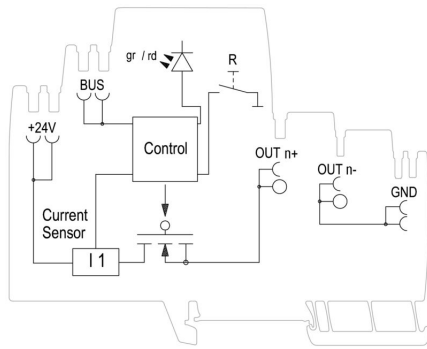 gr / rd
R
BUS
+24V
Control
OUT n+
OUT n-
GND
Current
Sensor
I 1